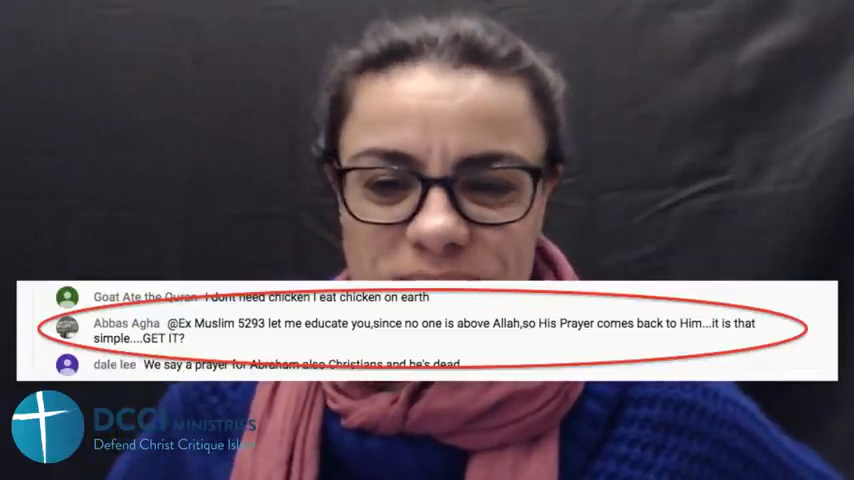 Goat Ate the Quran I dont need chicken I eat chicken on earth
Abbas Agha @Ex Muslim 5293 let me educate you,since no one is above Allah,so His Prayer comes back to Him...it is that
simple....GET IT?
dale lee We say a prayer for Abraham also Christians and he's dead
DCCI MINISTRIES
Defend Christ Critique Islam